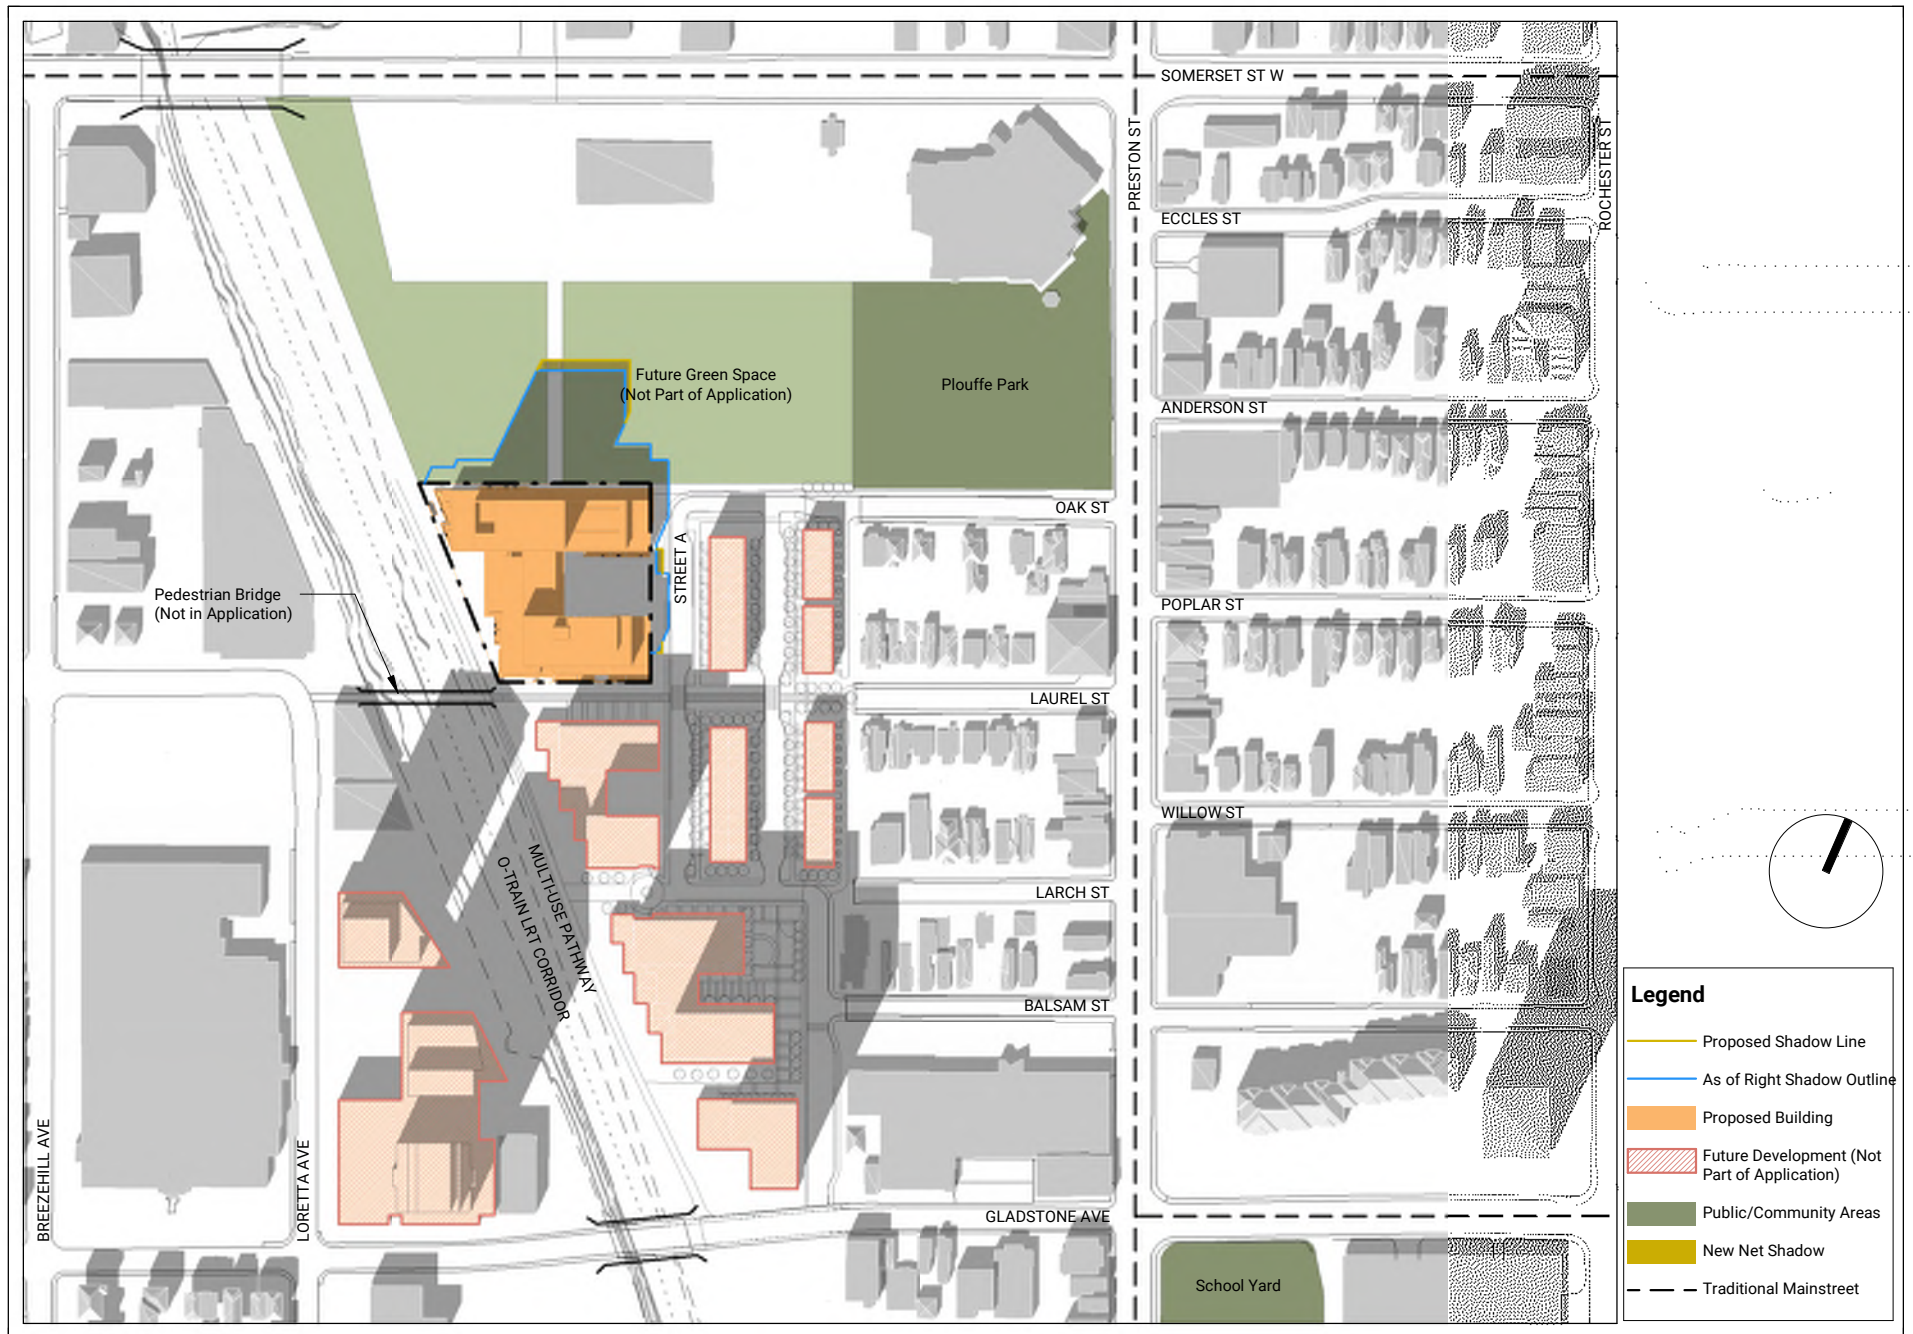 SOMERSET ST W
PRESTON ST
ROCHESTER ST
ECCLES ST
Future Green Space
(Not Part of Application)
Plouffe Park
ANDERSON ST
OAK ST
STREET A
Pedestrian Bridge
(Not in Application)
POPLAR ST
LAUREL ST
WILLOW ST
MULTI-USE PATHWAY
O-TRAIN LRT CORRIDOR
LARCH ST
BALSAM ST
BREEZEHILL AVE
LORETTA AVE
GLADSTONE AVE
School Yard
Legend
Proposed Shadow Line
As of Right Shadow Outline
Proposed Building
Future Development (Not
Part of Application)
Public/Community Areas
New Net Shadow
Traditional Mainstreet